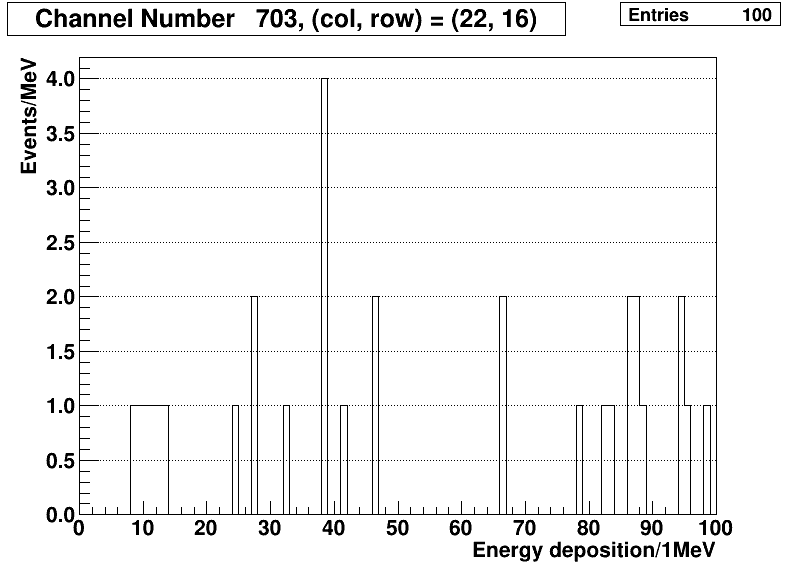 Channel Number 703, (col, row) = (22, 16)
Entries 100
Events/MeV
4.0
3.5
3.0
2.5
2.0
1.5
1.0
0.5
0.0
0 10 20 30 40 50 60 70 80 90 100
Energy deposition/1MeV